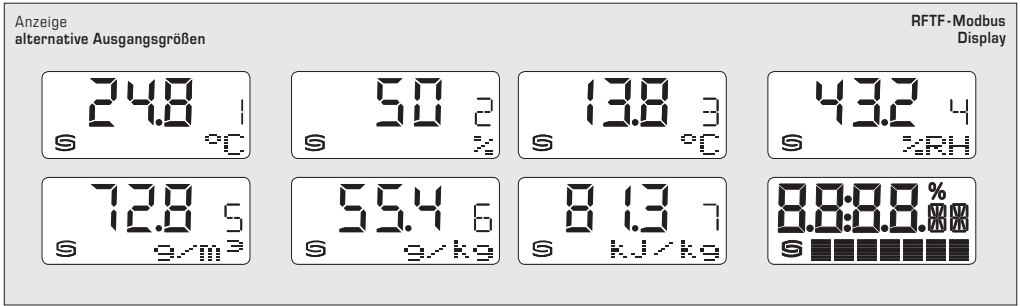 Anzeige
alternative Ausgangsgrößen
RFTF-Modbus
Display
24.8 1
°C
50 2
%
13.8 3
°C
43.2 4
%RH
72.8 5
g/m³
55.4 6
g/kg
81.3 7
kJ/kg
8.8:8.8.%